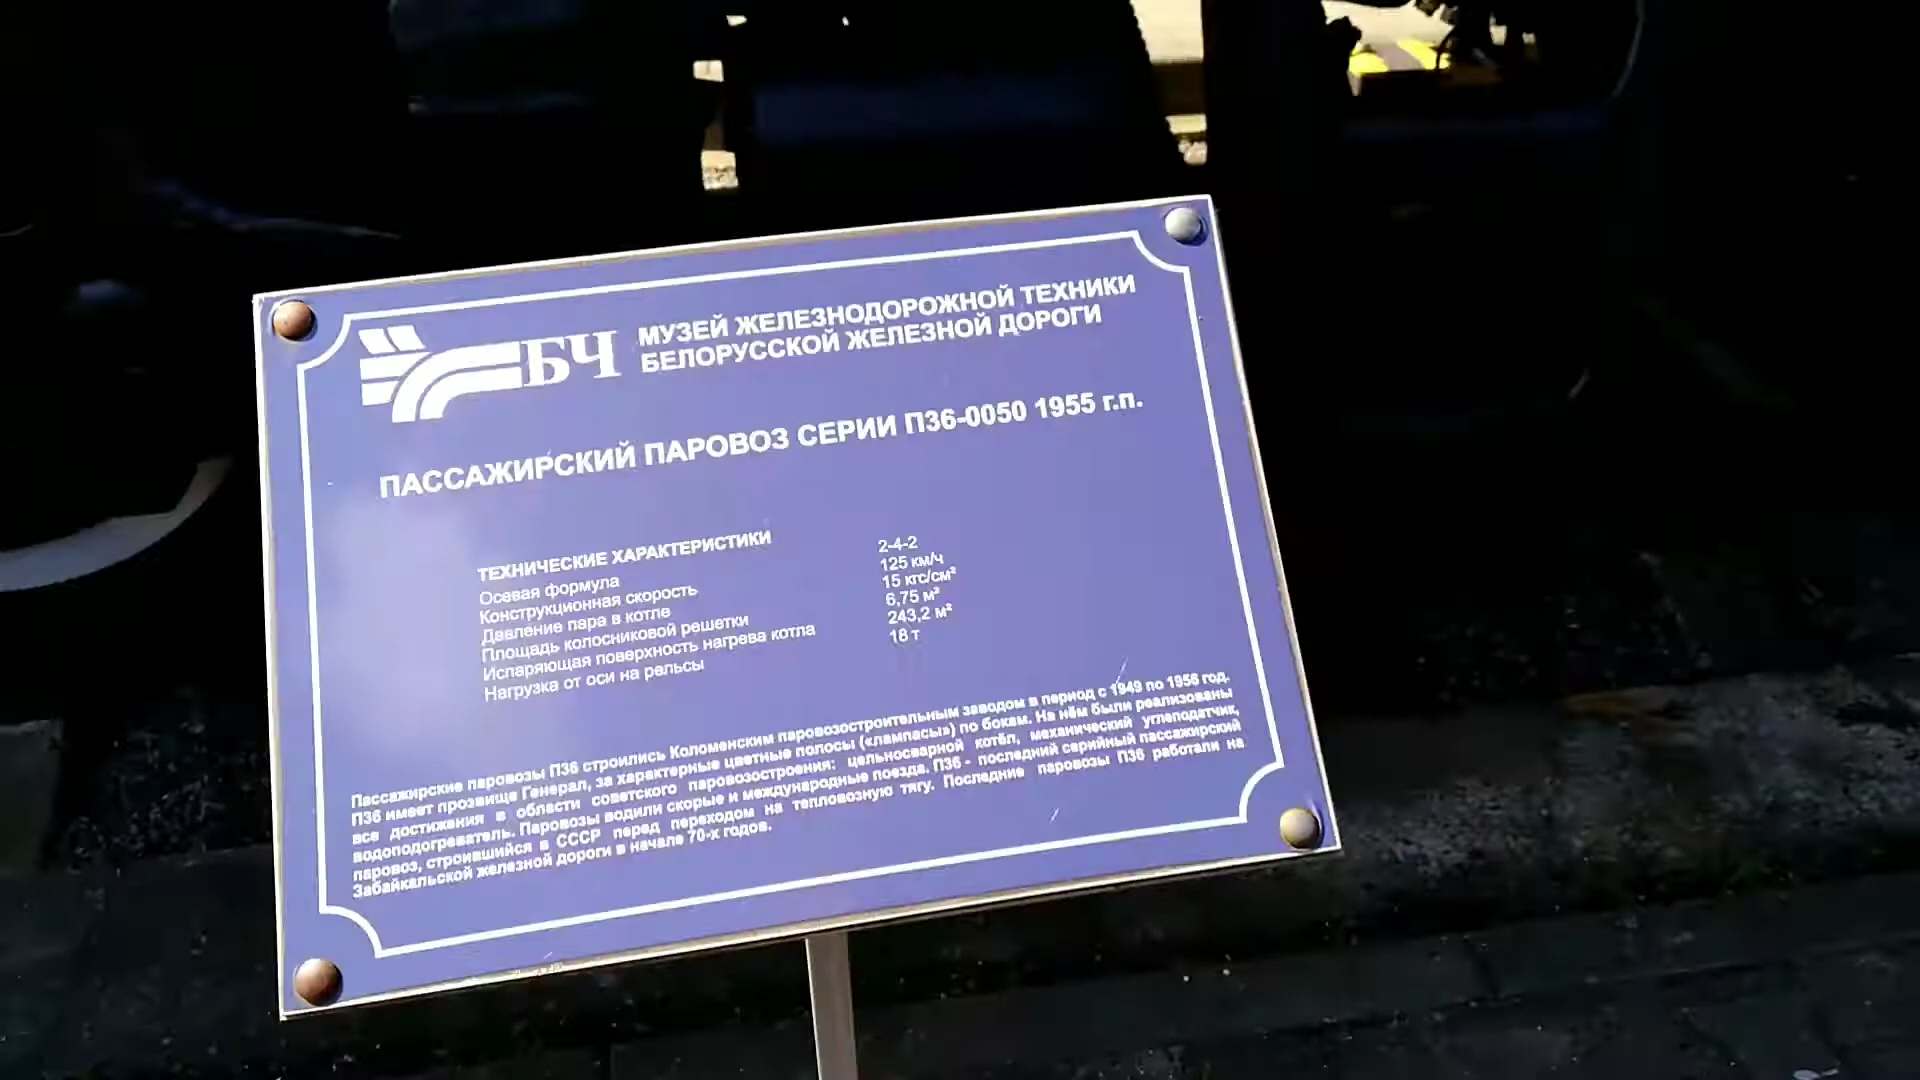 БЧ
МУЗЕЙ ЖЕЛЕЗНОДОРОЖНОЙ ТЕХНИКИ
БЕЛОРУССКОЙ ЖЕЛЕЗНОЙ ДОРОГИ
ПАССАЖИРСКИЙ ПАРОВОЗ СЕРИИ П36-0050 1955 г.п.
ТЕХНИЧЕСКИЕ ХАРАКТЕРИСТИКИ
Осевая формула 2-4-2
Конструкционная скорость 125 км/ч
Давление пара в котле 15 кгс/см²
Площадь колосниковой решетки 6,75 м²
Испаряющая поверхность нагрева котла 243,2 м²
Нагрузка от оси на рельсы 18 т
Пассажирские паровозы П36 строились Коломенским паровозостроительным заводом в период с 1949 по 1956 год.
П36 имеет прозвище Генерал, за характерные цветные полосы («лампасы») по бокам. На нём были реализованы
все достижения в области советского паровозостроения: цельносварной котёл, механический углеподатчик,
водоподогреватель. Паровозы водили скорые и международные поезда. П36 - последний серийный пассажирский
паровоз, строившийся в СССР перед переходом на тепловозную тягу. Последние паровозы П36 работали на
Забайкальской железной дороги в начале 70-х годов.